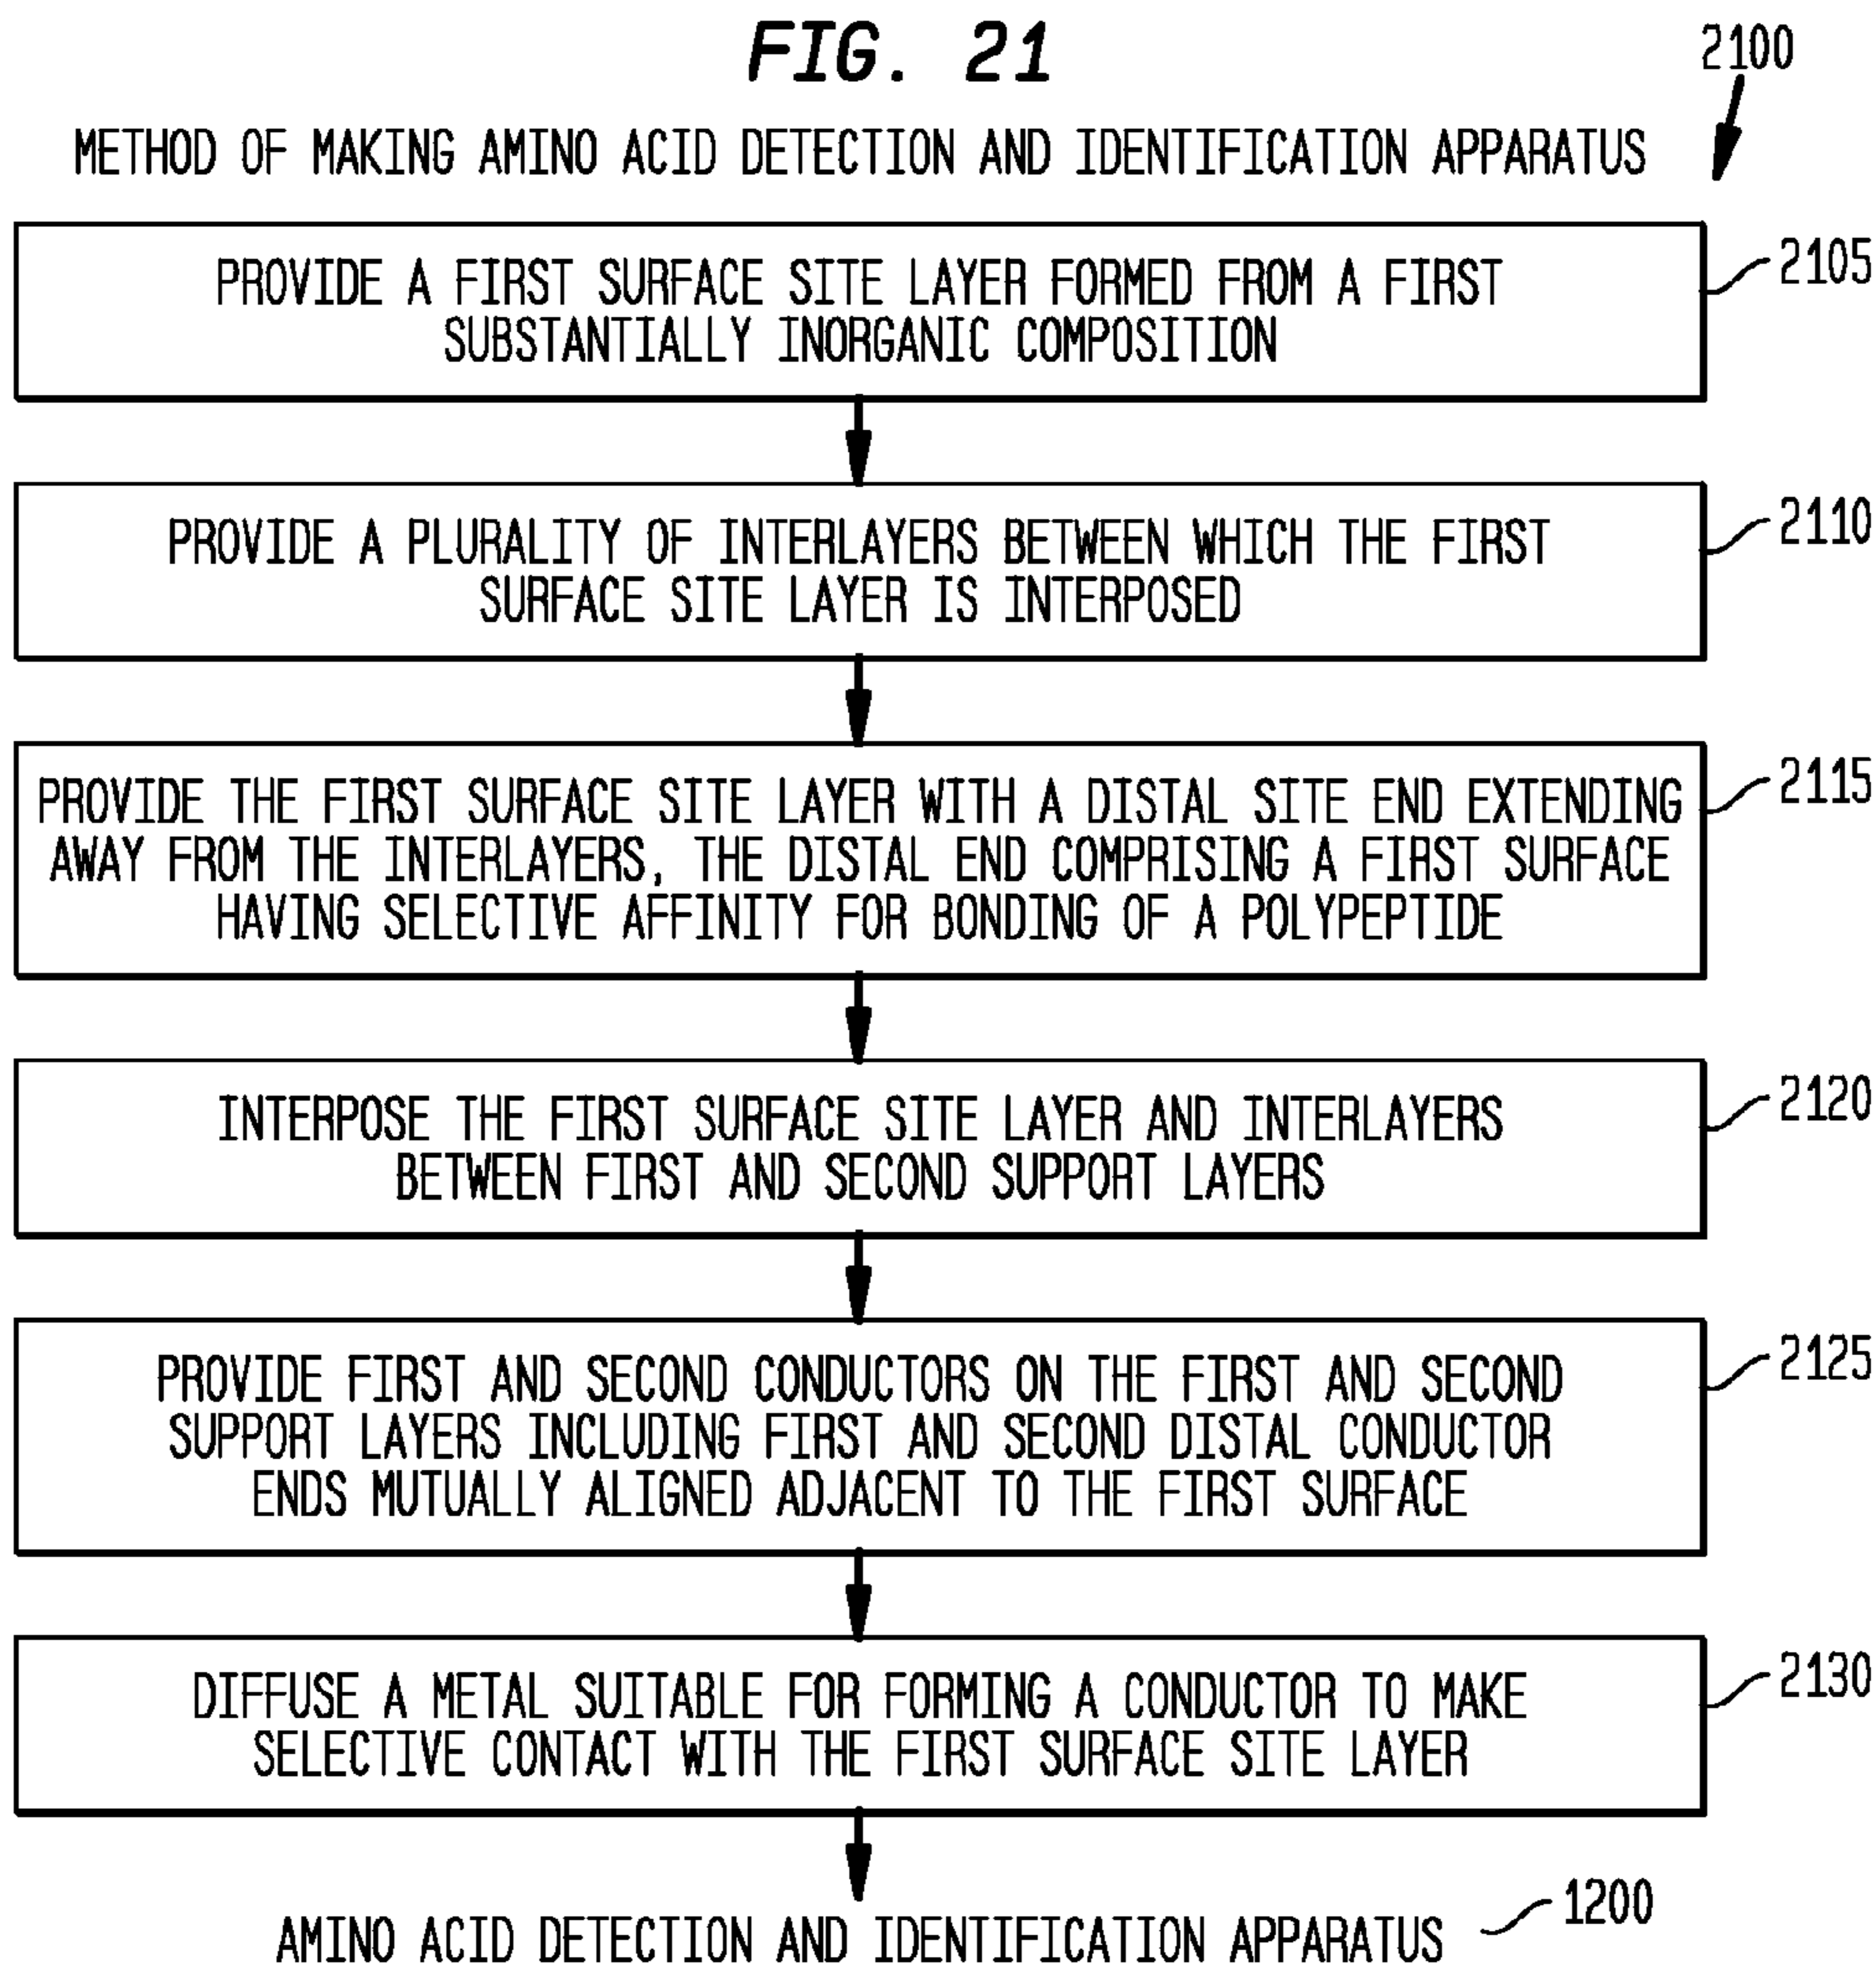 FIG. 21
2100
METHOD OF MAKING AMINO ACID DETECTION AND IDENTIFICATION APPARATUS
PROVIDE A FIRST SURFACE SITE LAYER FORMED FROM A FIRST
SUBSTANTIALLY INORGANIC COMPOSITION
2105
PROVIDE A PLURALITY OF INTERLAYERS BETWEEN WHICH THE FIRST
SURFACE SITE LAYER IS INTERPOSED
2110
PROVIDE THE FIRST SURFACE SITE LAYER WITH A DISTAL SITE END EXTENDING
AWAY FROM THE INTERLAYERS, THE DISTAL END COMPRISING A FIRST SURFACE
HAVING SELECTIVE AFFINITY FOR BONDING OF A POLYPEPTIDE
2115
INTERPOSE THE FIRST SURFACE SITE LAYER AND INTERLAYERS
BETWEEN FIRST AND SECOND SUPPORT LAYERS
2120
PROVIDE FIRST AND SECOND CONDUCTORS ON THE FIRST AND SECOND
SUPPORT LAYERS INCLUDING FIRST AND SECOND DISTAL CONDUCTOR
ENDS MUTUALLY ALIGNED ADJACENT TO THE FIRST SURFACE
2125
DIFFUSE A METAL SUITABLE FOR FORMING A CONDUCTOR TO MAKE
SELECTIVE CONTACT WITH THE FIRST SURFACE SITE LAYER
2130
AMINO ACID DETECTION AND IDENTIFICATION APPARATUS
1200